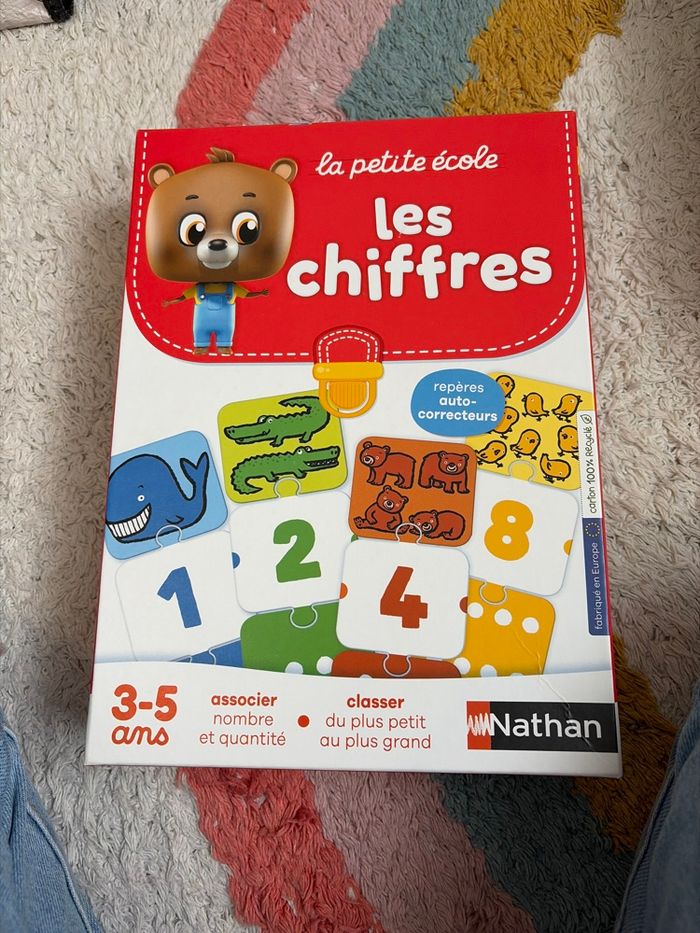 la petite école
les
chiffres
repères
auto-
correcteurs
carton 100% Recyclé
fabriqué en Europe
1
2
4
8
3-5
ans
associer
nombre
et quantité
•
classer
du plus petit
au plus grand
Nathan